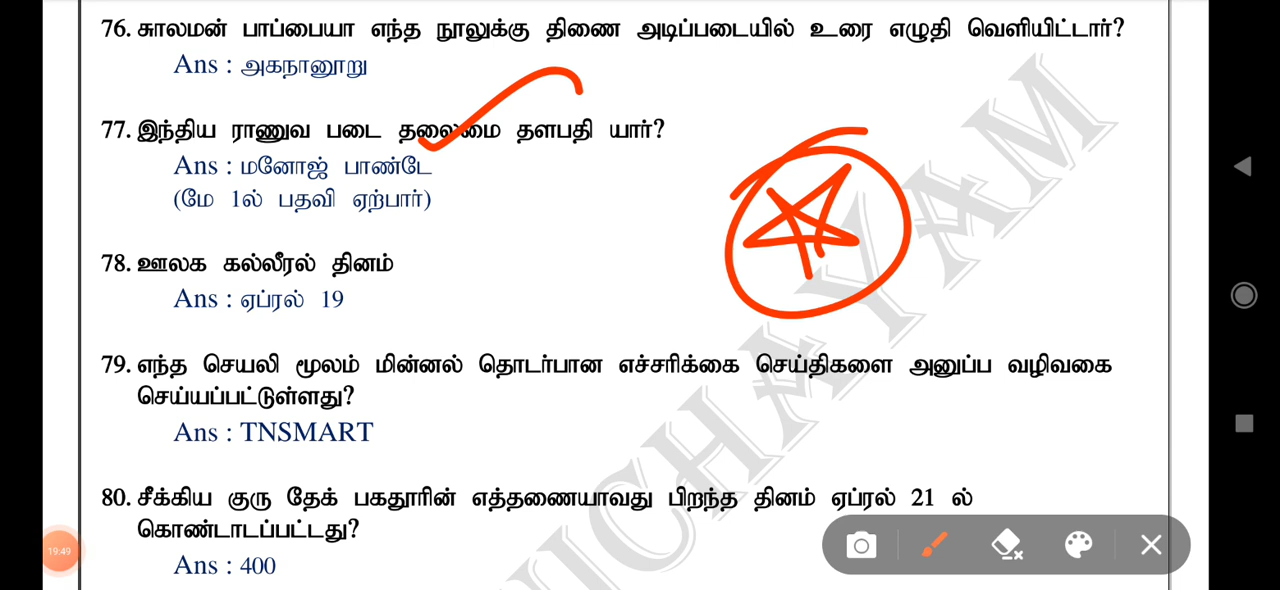 76. சுாலமன் பாப்பையா எந்த நூலுக்கு திணை அடிப்படையில் உரை எழுதி வெளியிட்டார்?
Ans : அகநானூறு
77. இந்திய ராணுவ படை தலைமை தளபதி யார்?
Ans : மனோஜ் பாண்டே
(மே 1ல் பதவி ஏற்பார்)
78. ஊலக கல்லீரல் தினம்
Ans : ஏப்ரல் 19
79. எந்த செயலி மூலம் மின்னல் தொடர்பான எச்சரிக்கை செய்திகளை அனுப்ப வழிவகை
செய்யப்பட்டுள்ளது?
Ans : TNSMART
80. சீக்கிய குரு தேக் பகதூரின் எத்தணையாவது பிறந்த தினம் ஏப்ரல் 21 ல்
கொண்டாடப்பட்டது?
19:49
Ans : 400